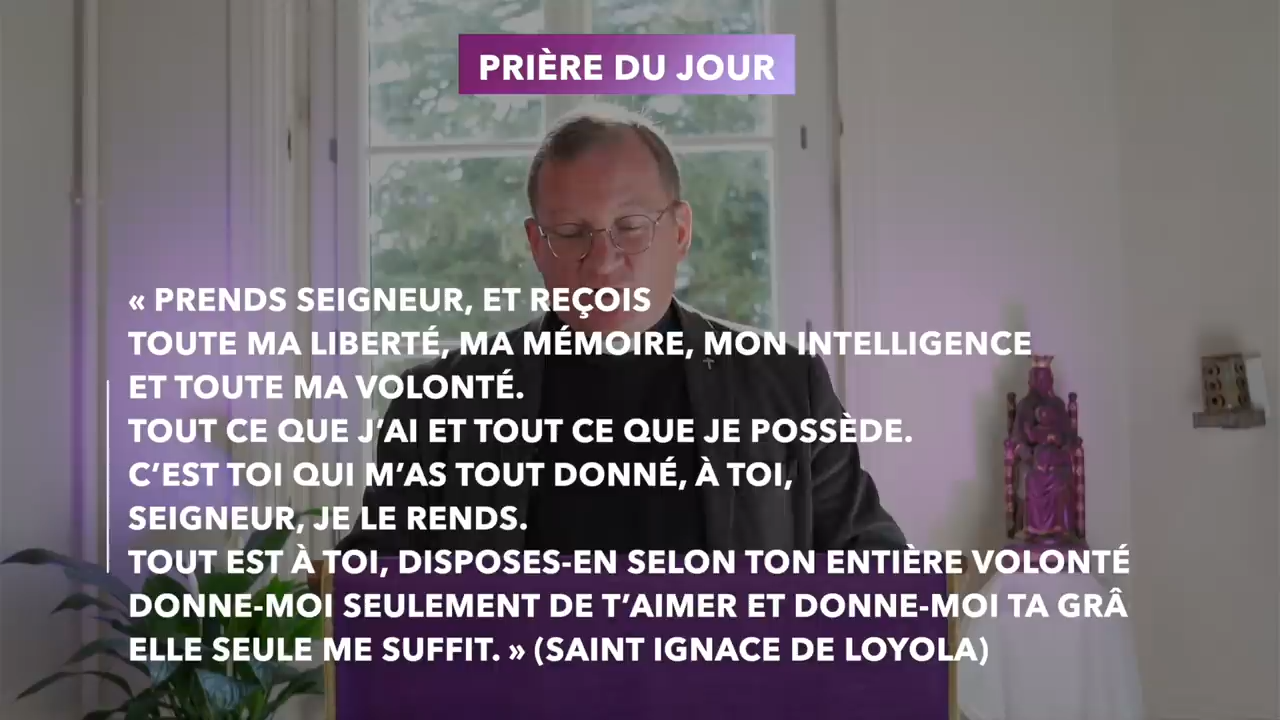 PRIÈRE DU JOUR
« PRENDS SEIGNEUR, ET REÇOIS
TOUTE MA LIBERTÉ, MA MÉMOIRE, MON INTELLIGENCE
ET TOUTE MA VOLONTÉ.
TOUT CE QUE J’AI ET TOUT CE QUE JE POSSÈDE.
C’EST TOI QUI M’AS TOUT DONNÉ, À TOI,
SEIGNEUR, JE LE RENDS.
TOUT EST À TOI, DISPOSES-EN SELON TON ENTIÈRE VOLONTÉ
DONNE-MOI SEULEMENT DE T’AIMER ET DONNE-MOI TA GRÂ
ELLE SEULE ME SUFFIT. » (SAINT IGNACE DE LOYOLA)